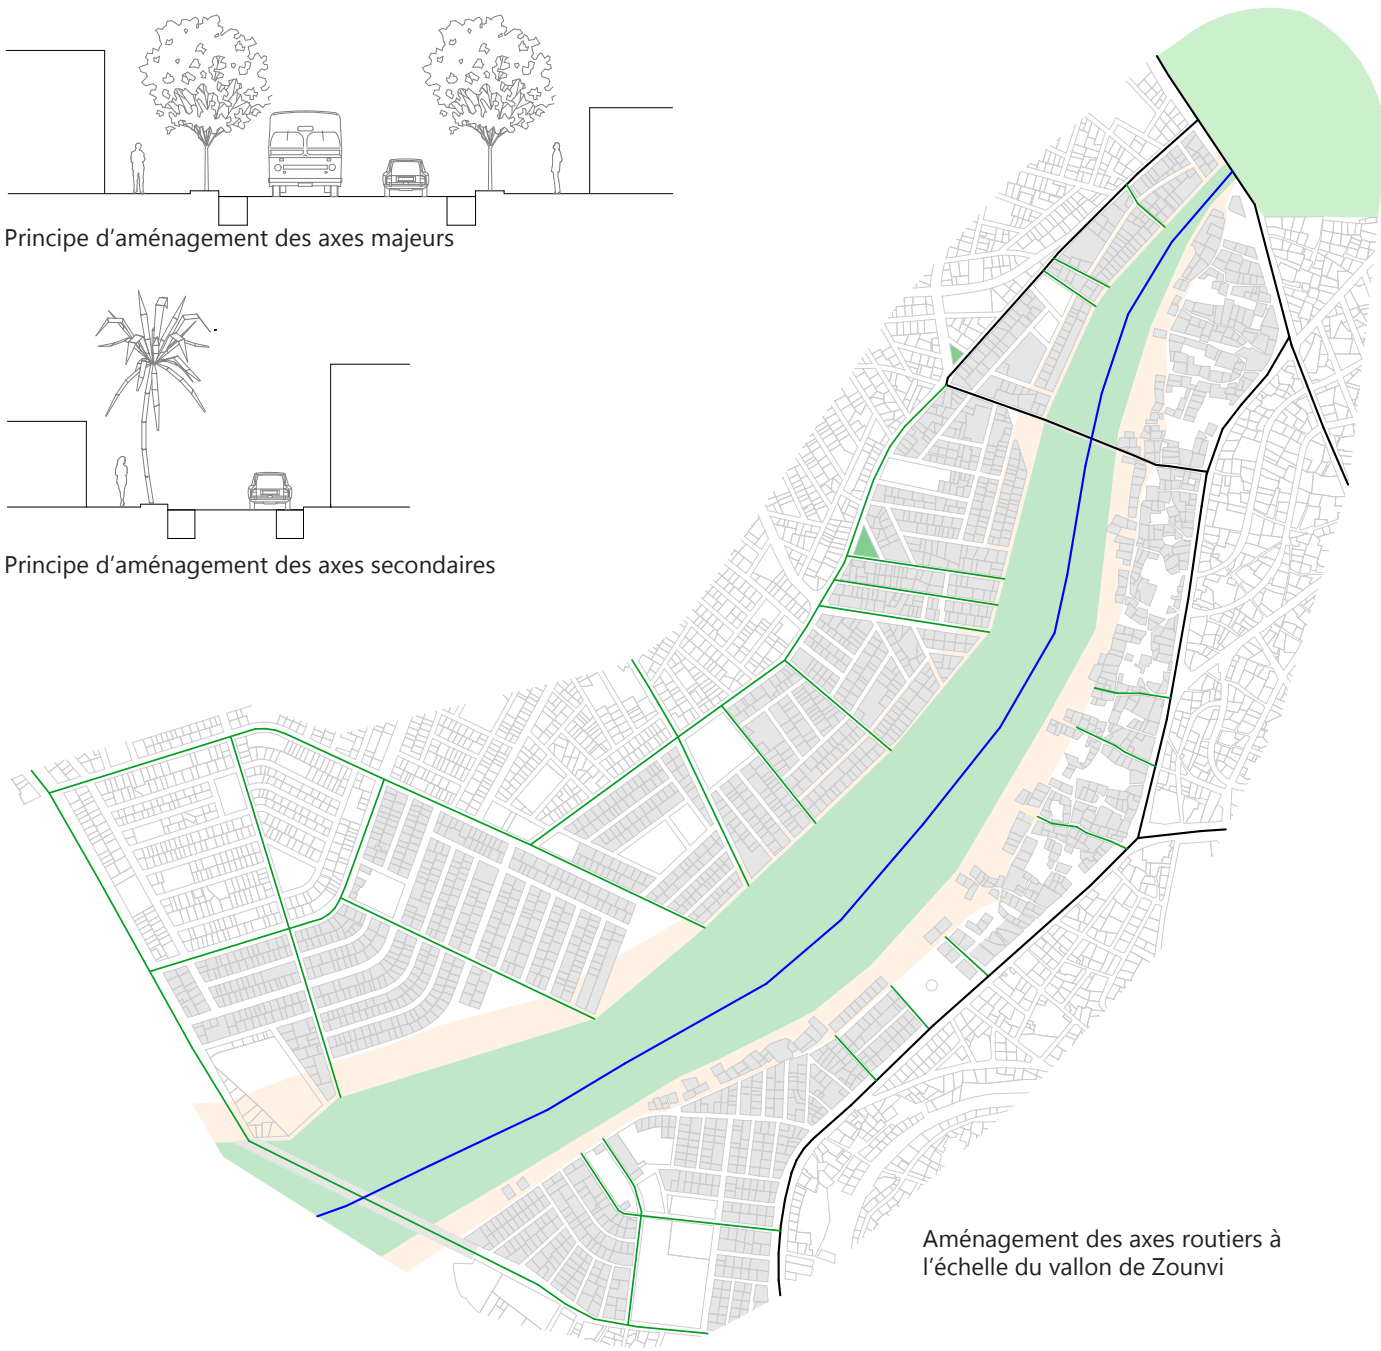 Principe d'aménagement des axes majeurs
Principe d'aménagement des axes secondaires
Aménagement des axes routiers à
l'échelle du vallon de Zounvi